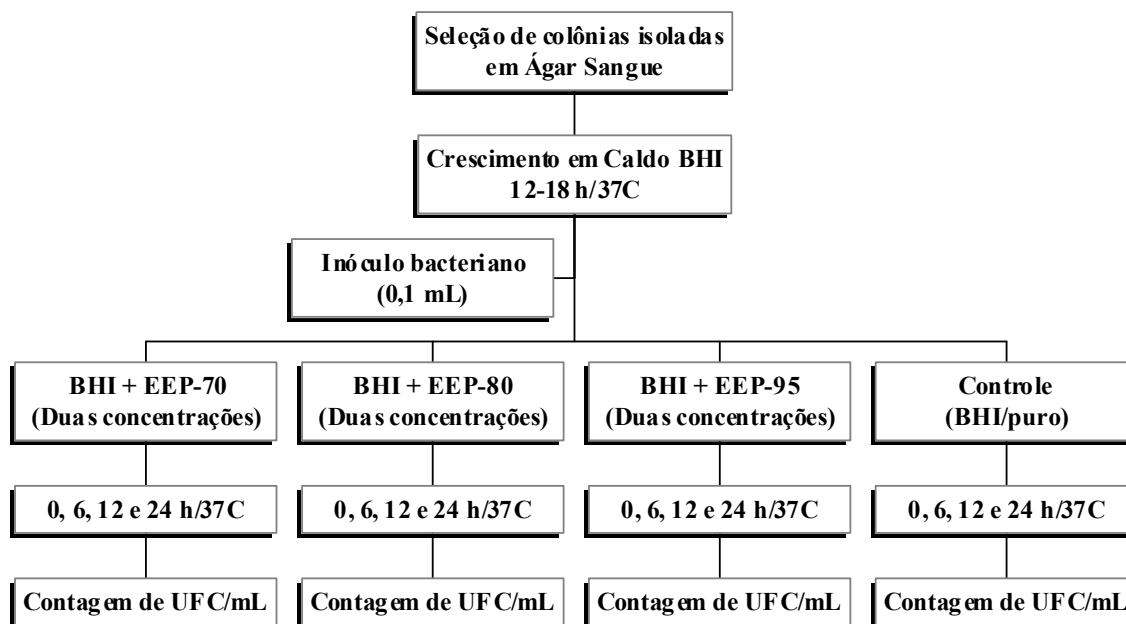 Seleção de colônias isoladas
em Ágar Sangue
Crescimento em Caldo BHI
12-18 h/37C
Inóculo bacteriano
(0,1 mL)
BHI + EEP-70
(Duas concentrações)
BHI + EEP-80
(Duas concentrações)
BHI + EEP-95
(Duas concentrações)
Controle
(BHI/puro)
0, 6, 12 e 24 h/37C
0, 6, 12 e 24 h/37C
0, 6, 12 e 24 h/37C
0, 6, 12 e 24 h/37C
Contagem de UFC/mL
Contagem de UFC/mL
Contagem de UFC/mL
Contagem de UFC/mL